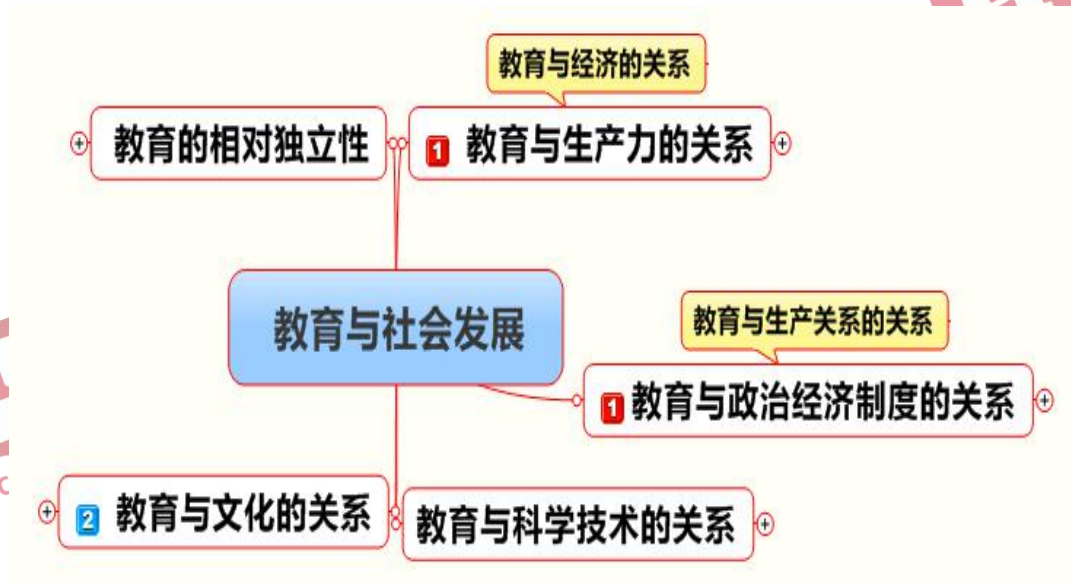 教育与经济的关系
教育的相对独立性
1 教育与生产力的关系
教育与社会发展
教育与生产关系的关系
1 教育与政治经济制度的关系
2 教育与文化的关系
教育与科学技术的关系